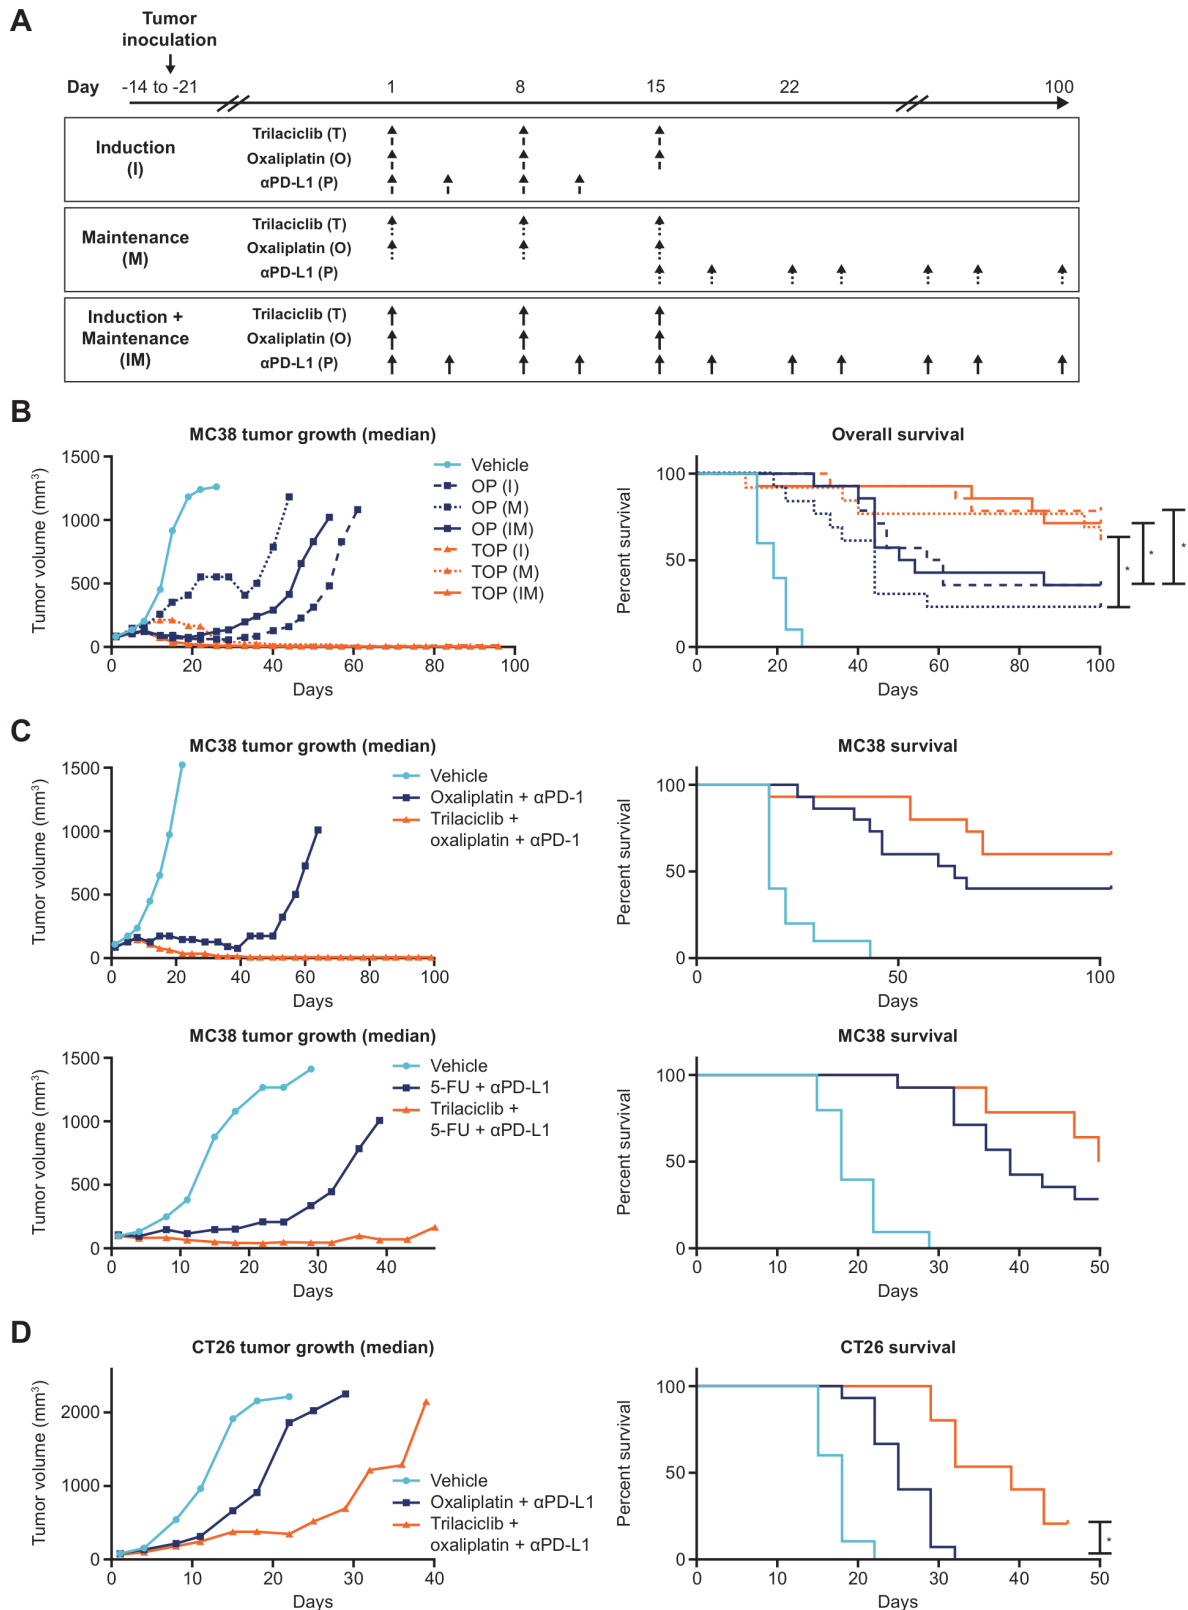 A
Tumor
inoculation
Day -14 to -21 1 8 15 22 100
Induction
(I)
Trilaciclib (T)
Oxaliplatin (O)
αPD-L1 (P)
Maintenance
(M)
Trilaciclib (T)
Oxaliplatin (O)
αPD-L1 (P)
Induction +
Maintenance
(IM)
Trilaciclib (T)
Oxaliplatin (O)
αPD-L1 (P)
B
MC38 tumor growth (median)
Tumor volume (mm³)
1500
1000
500
0
0 20 40 60 80 100
Days
Vehicle
OP (I)
OP (M)
OP (IM)
TOP (I)
TOP (M)
TOP (IM)
Overall survival
Percent survival
100
50
0
0 20 40 60 80 100
Days
* * *
C
MC38 tumor growth (median)
Tumor volume (mm³)
1500
1000
500
0
0 20 40 60 80 100
Days
Vehicle
Oxaliplatin + αPD-1
Trilaciclib +
oxaliplatin + αPD-1
MC38 survival
Percent survival
100
50
0
0 50 100
Days
MC38 tumor growth (median)
Tumor volume (mm³)
1500
1000
500
0
0 10 20 30 40
Days
Vehicle
5-FU + αPD-L1
Trilaciclib +
5-FU + αPD-L1
MC38 survival
Percent survival
100
50
0
0 10 20 30 40 50
Days
D
CT26 tumor growth (median)
Tumor volume (mm³)
2000
1000
0
0 10 20 30 40
Days
Vehicle
Oxaliplatin + αPD-L1
Trilaciclib +
oxaliplatin + αPD-L1
CT26 survival
Percent survival
100
50
0
0 10 20 30 40 50
Days
*